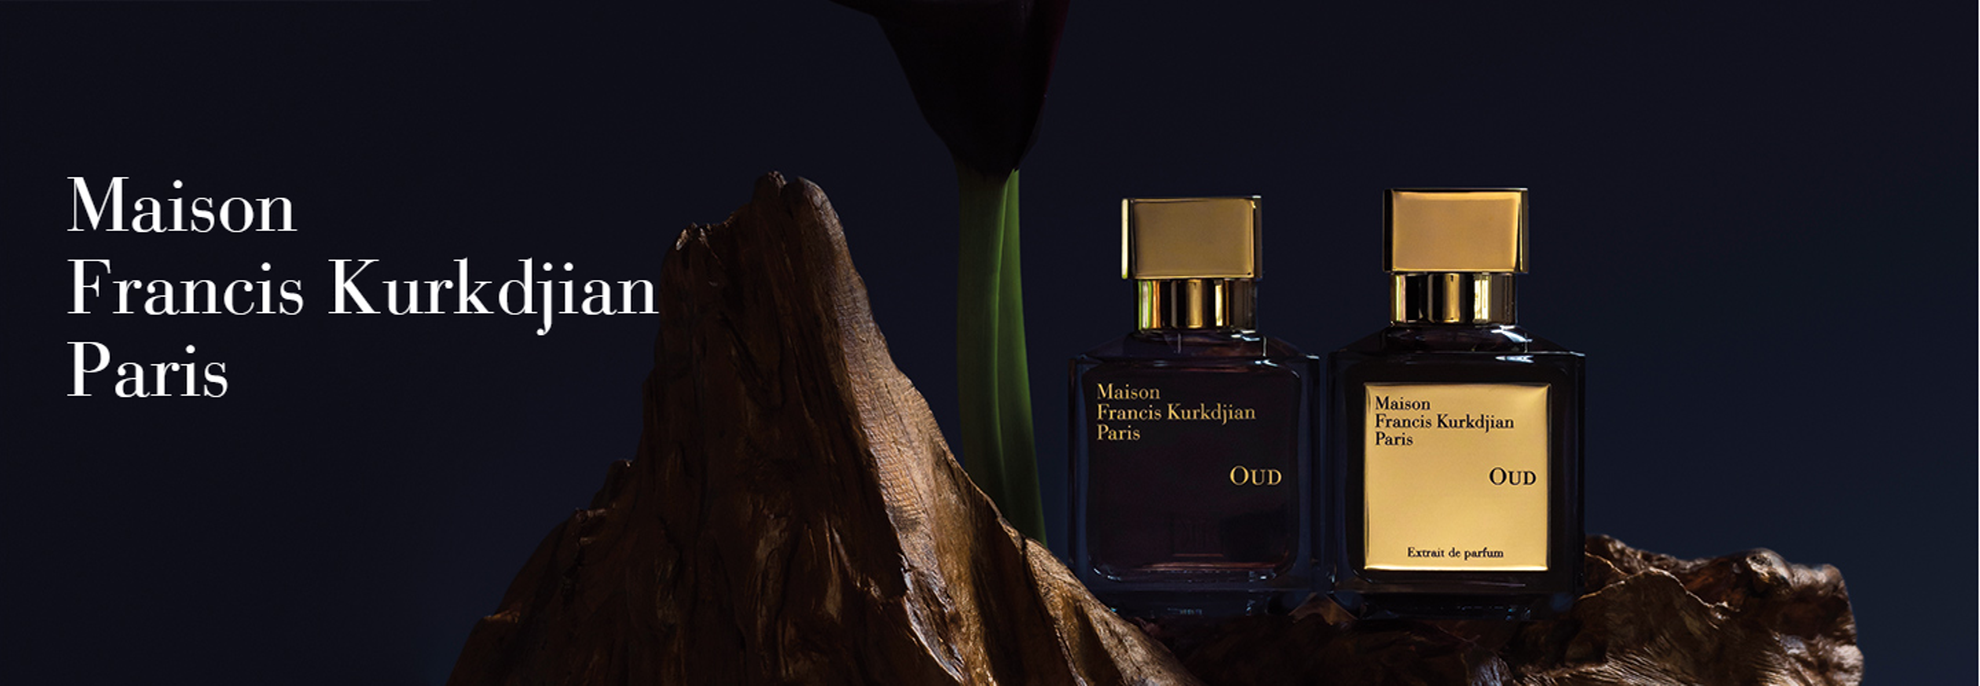 Maison
Francis Kurkdjian
Paris
Maison
Francis Kurkdjian
Paris
OUD
Maison
Francis Kurkdjian
Paris
OUD
Extrait de parfum